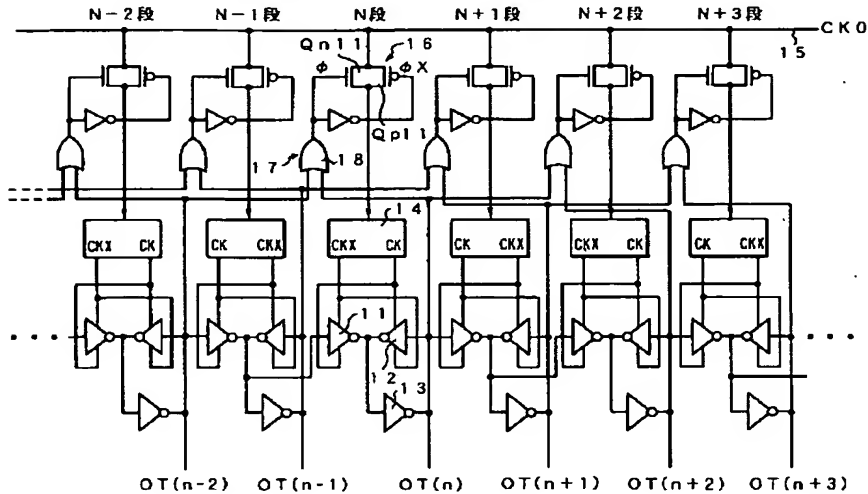 N-2段 N-1段 N段 N+1段 N+2段 N+3段
CK0
15
Qn11 16
φ φX
Qp11
17 18
14
CKX CK CK CKX CKX CK CK CKX CKX CK CK CKX
11
12
13
OT(n-2) OT(n-1) OT(n) OT(n+1) OT(n+2) OT(n+3)